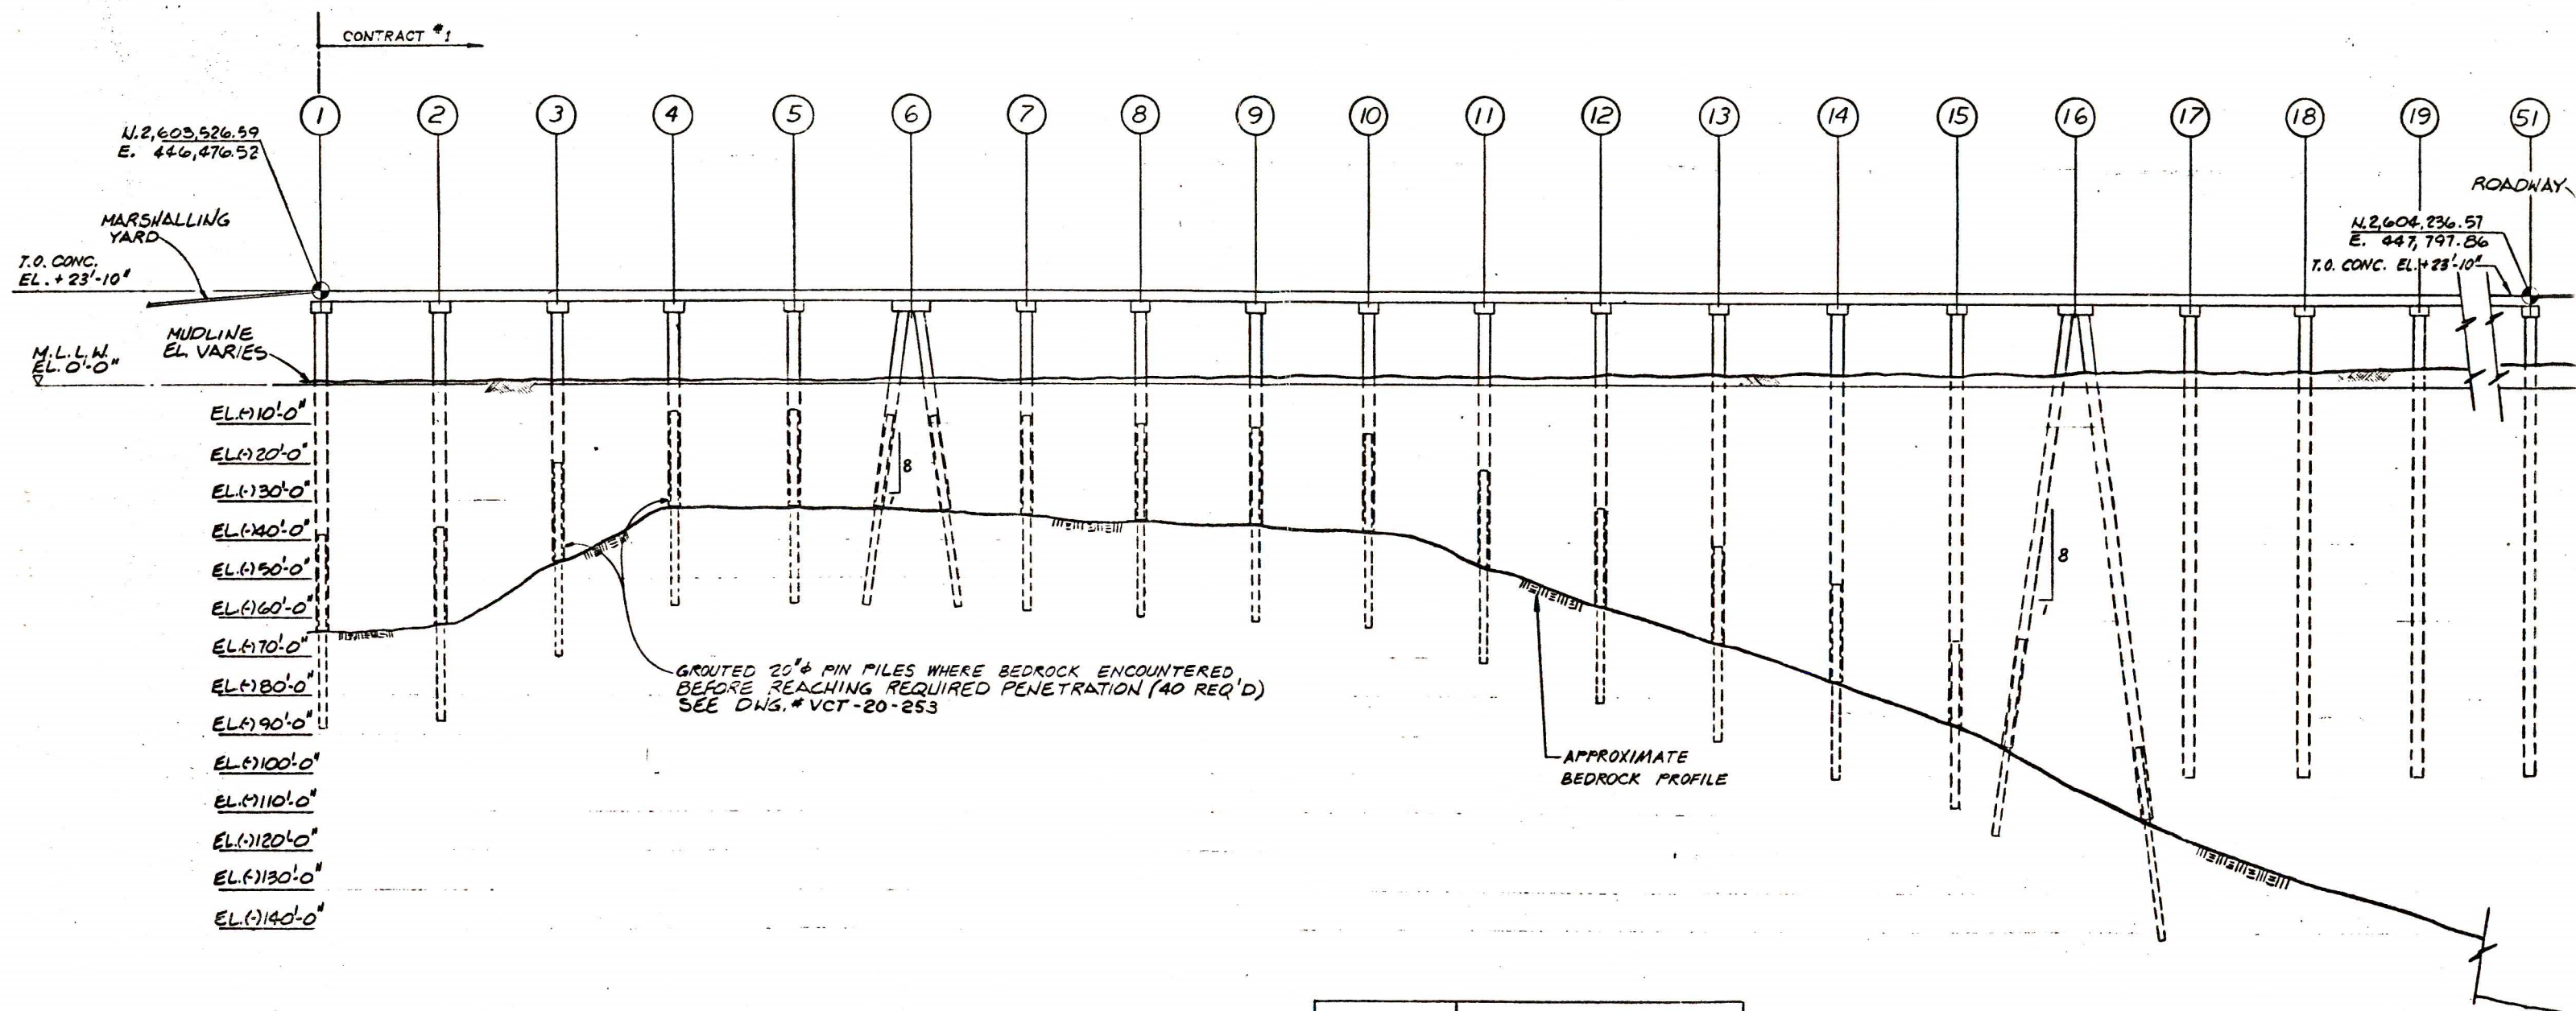 CONTRACT #1
1 2 3 4 5 6 7 8 9 10 11 12 13 14 15 16 17 18 19 51
N.2,603,526.59
E. 446,476.52
MARSHALLING
YARD
T.O. CONC.
EL. +23'-10"
ROADWAY
N.2,604,236.57
E. 447,797.86
T.O. CONC. EL.+23'-10"
MUDLINE
EL. VARIES
M.L.L.W.
EL. 0'-0"
EL.(-)10'-0"
EL.(-)20'-0"
EL.(-)30'-0"
EL.(-)40'-0"
EL.(-)50'-0"
EL.(-)60'-0"
EL.(-)70'-0"
EL.(-)80'-0"
EL.(-)90'-0"
EL.(-)100'-0"
EL.(-)110'-0"
EL.(-)120'-0"
EL.(-)130'-0"
EL.(-)140'-0"
8
1
8
1
GROUTED 20"φ PIN PILES WHERE BEDROCK ENCOUNTERED
BEFORE REACHING REQUIRED PENETRATION (40 REQ'D)
SEE DWG. # VCT-20-253
APPROXIMATE
BEDROCK PROFILE